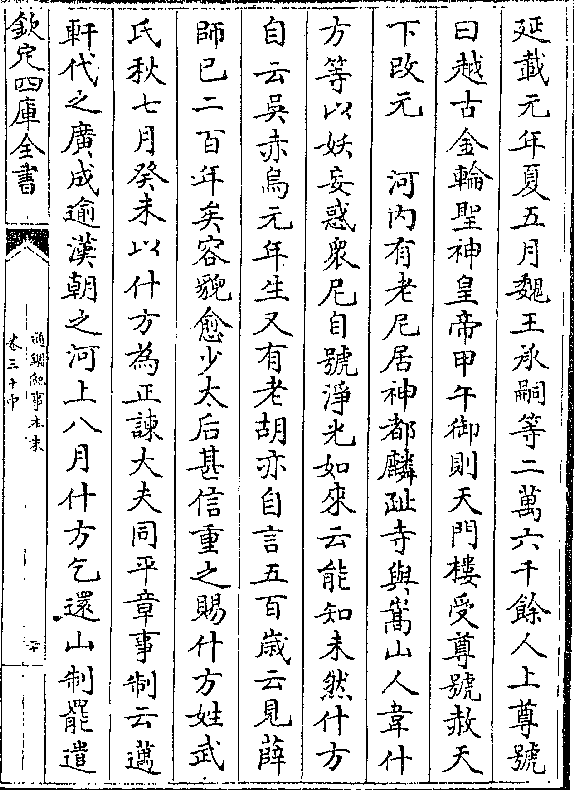 延載元年夏五月魏王承嗣等二萬六千餘人上尊號
曰越古金輪聖神皇帝甲午御則天門樓受尊號赦天
下改元　河内有老尼居神都麟趾寺與嵩山人韋什
方等以妖妄惑衆尼自號淨光如來云能知未然什方
自云吳赤烏元年生又有老胡亦自言五百歲云見薛
師已二百年矣容貌愈少太后甚信重之賜什方姓武
氏秋七月癸未以什方為正諫大夫同平章事制云邁
軒代之廣成逾漢朝之河上八月什方乞還山制罷遣
欽定四庫全書
通鑑紀事本末
卷三十中